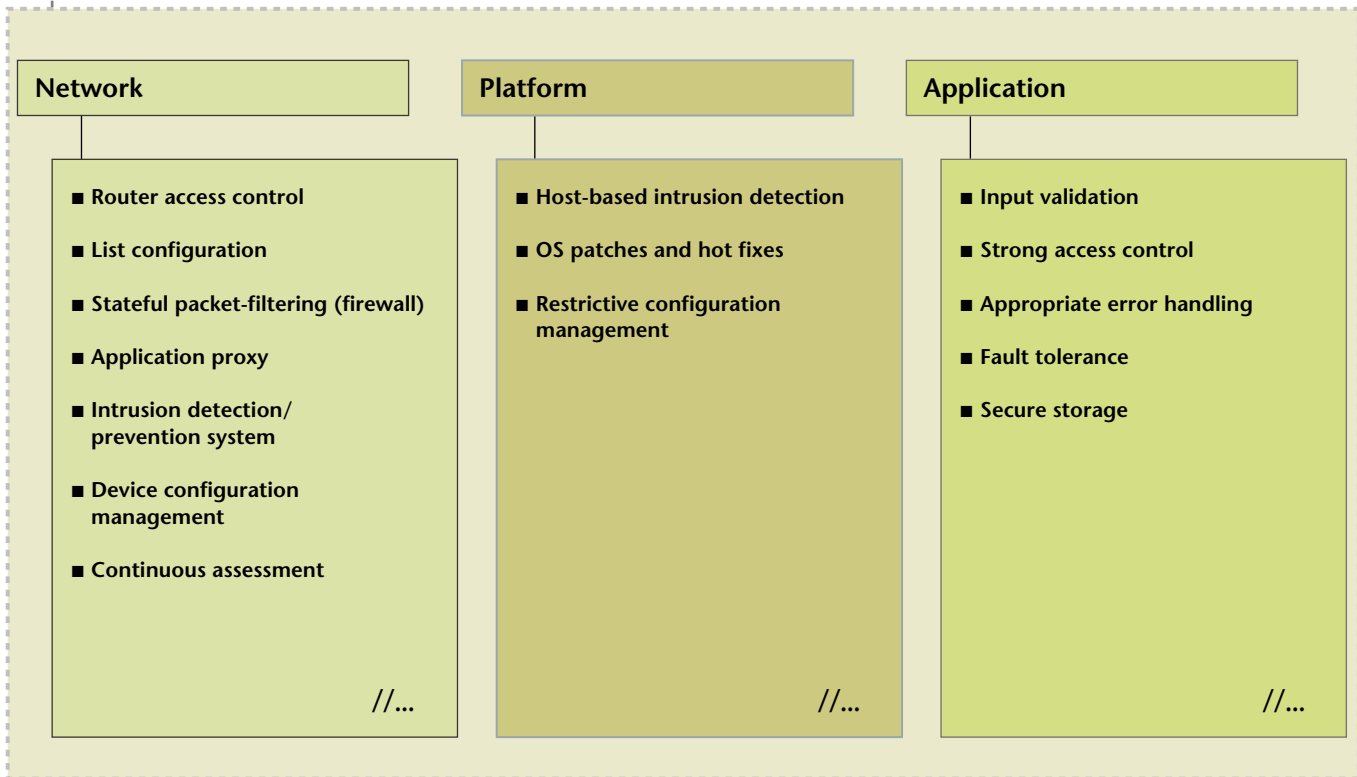 Network
■ Router access control
■ List configuration
■ Stateful packet-filtering (firewall)
■ Application proxy
■ Intrusion detection/
prevention system
■ Device configuration
management
■ Continuous assessment
//...
Platform
■ Host-based intrusion detection
■ OS patches and hot fixes
■ Restrictive configuration
management
//...
Application
■ Input validation
■ Strong access control
■ Appropriate error handling
■ Fault tolerance
■ Secure storage
//...